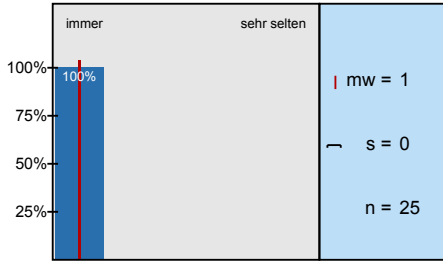 immer sehr selten
100%
100%
75%
50%
25%
mw = 1
s = 0
n = 25